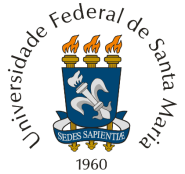 Universidade Federal de Santa Maria
SEDES SAPIENTIÆ
1960